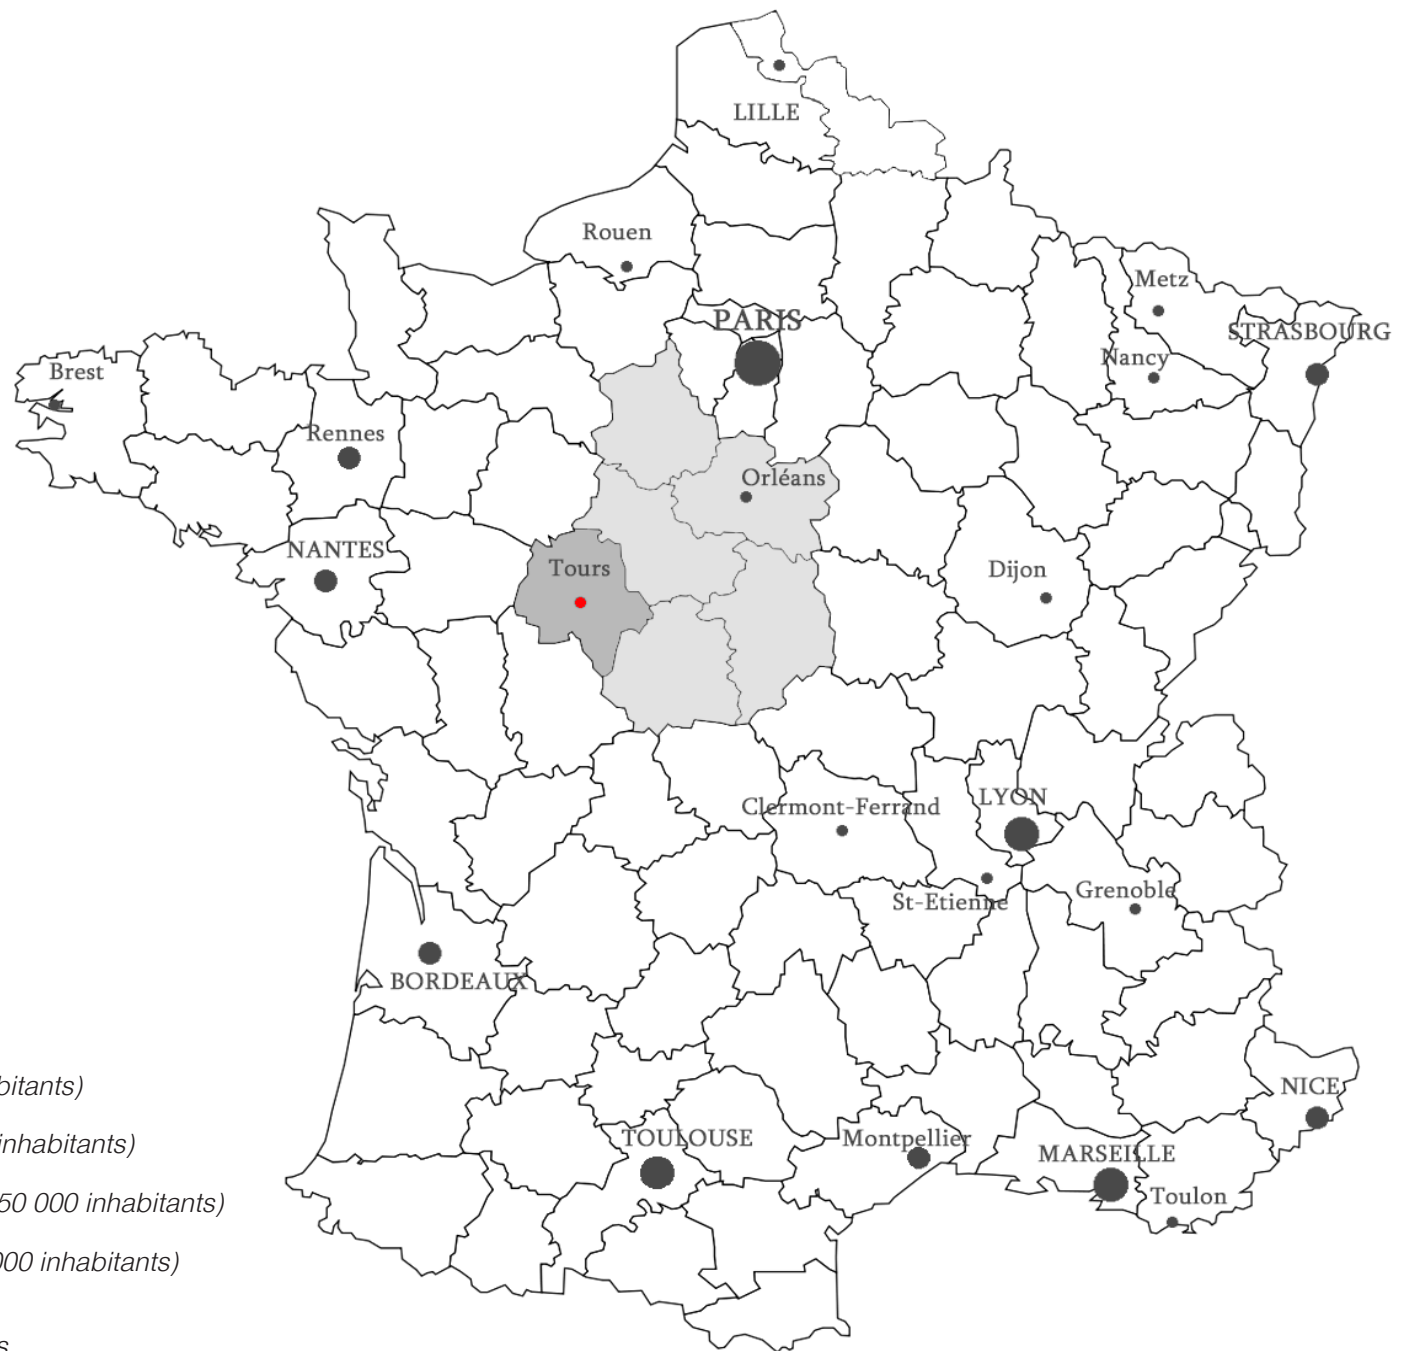 LILLE
Rouen
Metz
PARIS
STRASBOURG
Nancy
Brest
Rennes
Orléans
NANTES
Tours
Dijon
LYON
Clermont-Ferrand
Grenoble
St-Etienne
BORDEAUX
NICE
TOULOUSE
Montpellier
MARSEILLE
Toulon
inhabitants)
50 000 inhabitants)
000 inhabitants)